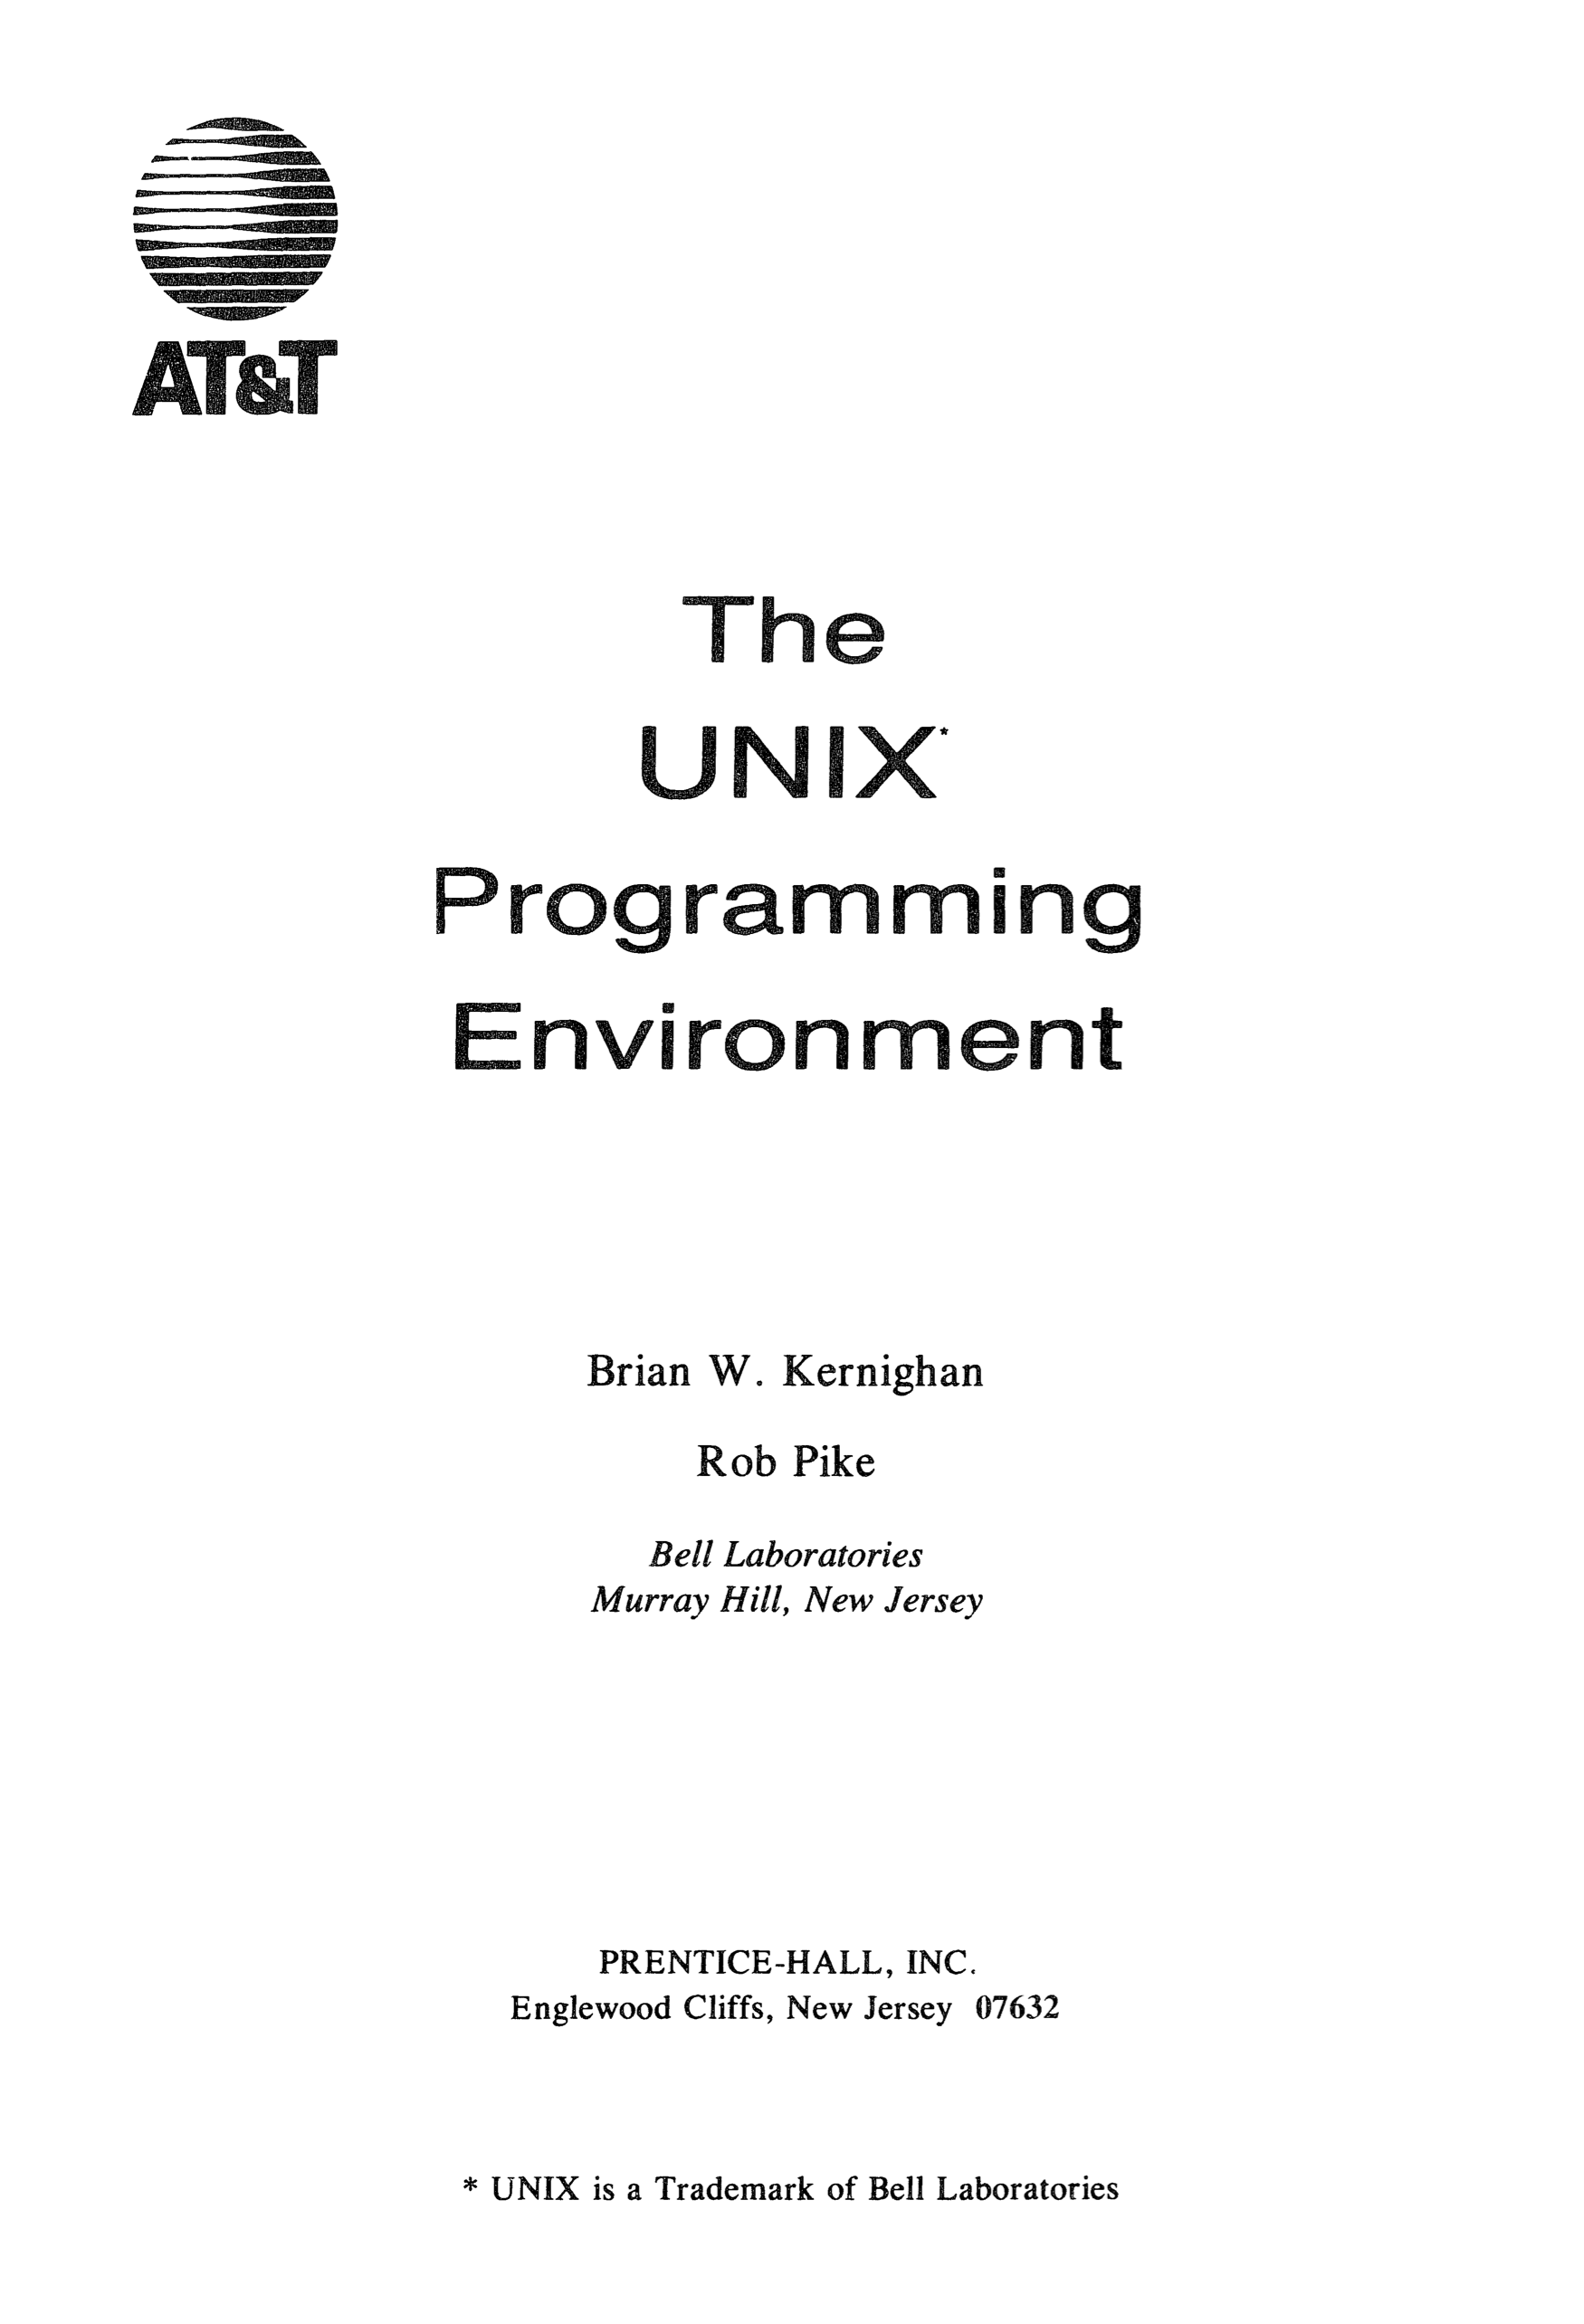 AT&T
The
UNIX*
Programming
Environment
Brian W. Kernighan
Rob Pike
Bell Laboratories
Murray Hill, New Jersey
PRENTICE-HALL, INC.
Englewood Cliffs, New Jersey 07632
* UNIX is a Trademark of Bell Laboratories